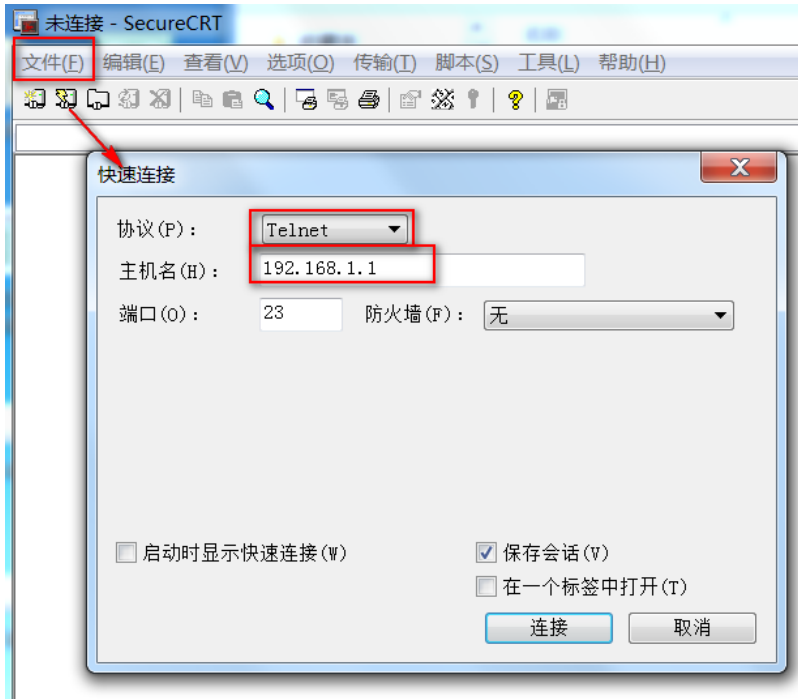 未连接 - SecureCRT
文件(F) 编辑(E) 查看(V) 选项(O) 传输(T) 脚本(S) 工具(L) 帮助(H)
快速连接
协议(P): Telnet
主机名(H): 192.168.1.1
端口(O): 23 防火墙(F): 无
启动时显示快速连接(W) 保存会话(V)
在一个标签中打开(T)
连接 取消